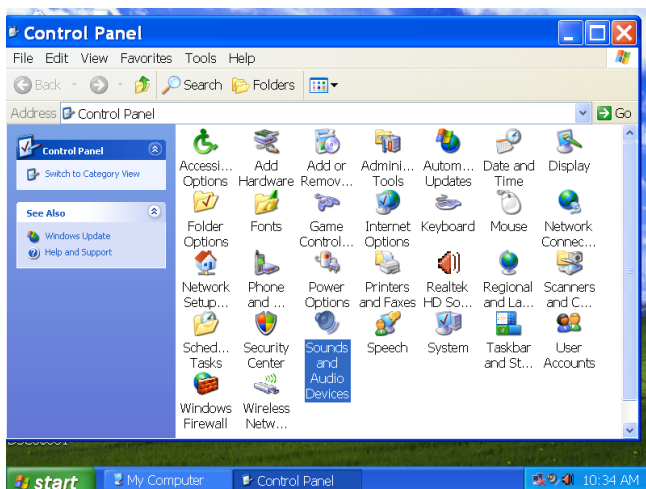 Control Panel
File Edit View Favorites Tools Help
Back Search Folders
Address Control Panel Go
Control Panel
Switch to Category View
See Also
Windows Update
Help and Support
Accessi... Add Add or Admini... Autom... Date and Display
Options Hardware Remov... Tools Updates Time
Folder Fonts Game Internet Keyboard Mouse Network
Options Control... Options Connec...
Network Phone Power Printers Realtek Regional Scanners
Setup... and ... Options and Faxes HD So... and La... and C...
Sched... Security Sounds Speech System Taskbar User
Tasks Center and and St... Accounts
Audio
Devices
Windows Wireless
Firewall Netw...
start My Computer Control Panel 10:34 AM